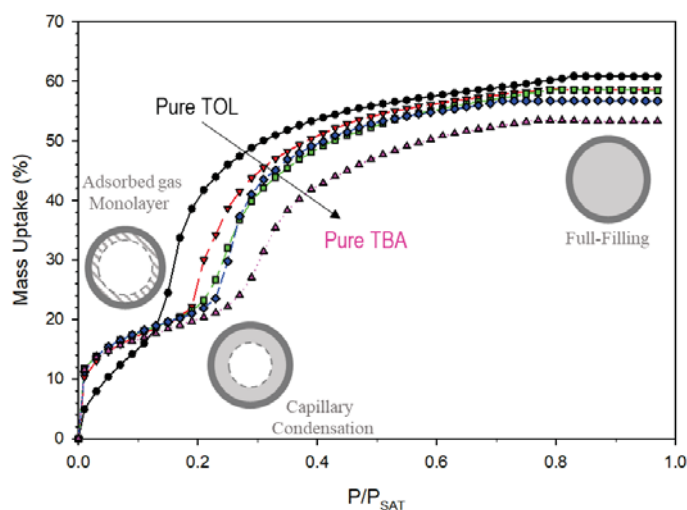 70
60
50
40
30
20
10
0
Mass Uptake (%)
Pure TOL
Adsorbed gas
Monolayer
Pure TBA
Full-Filling
Capillary
Condensation
0.0 0.2 0.4 0.6 0.8 1.0
P/PSAT